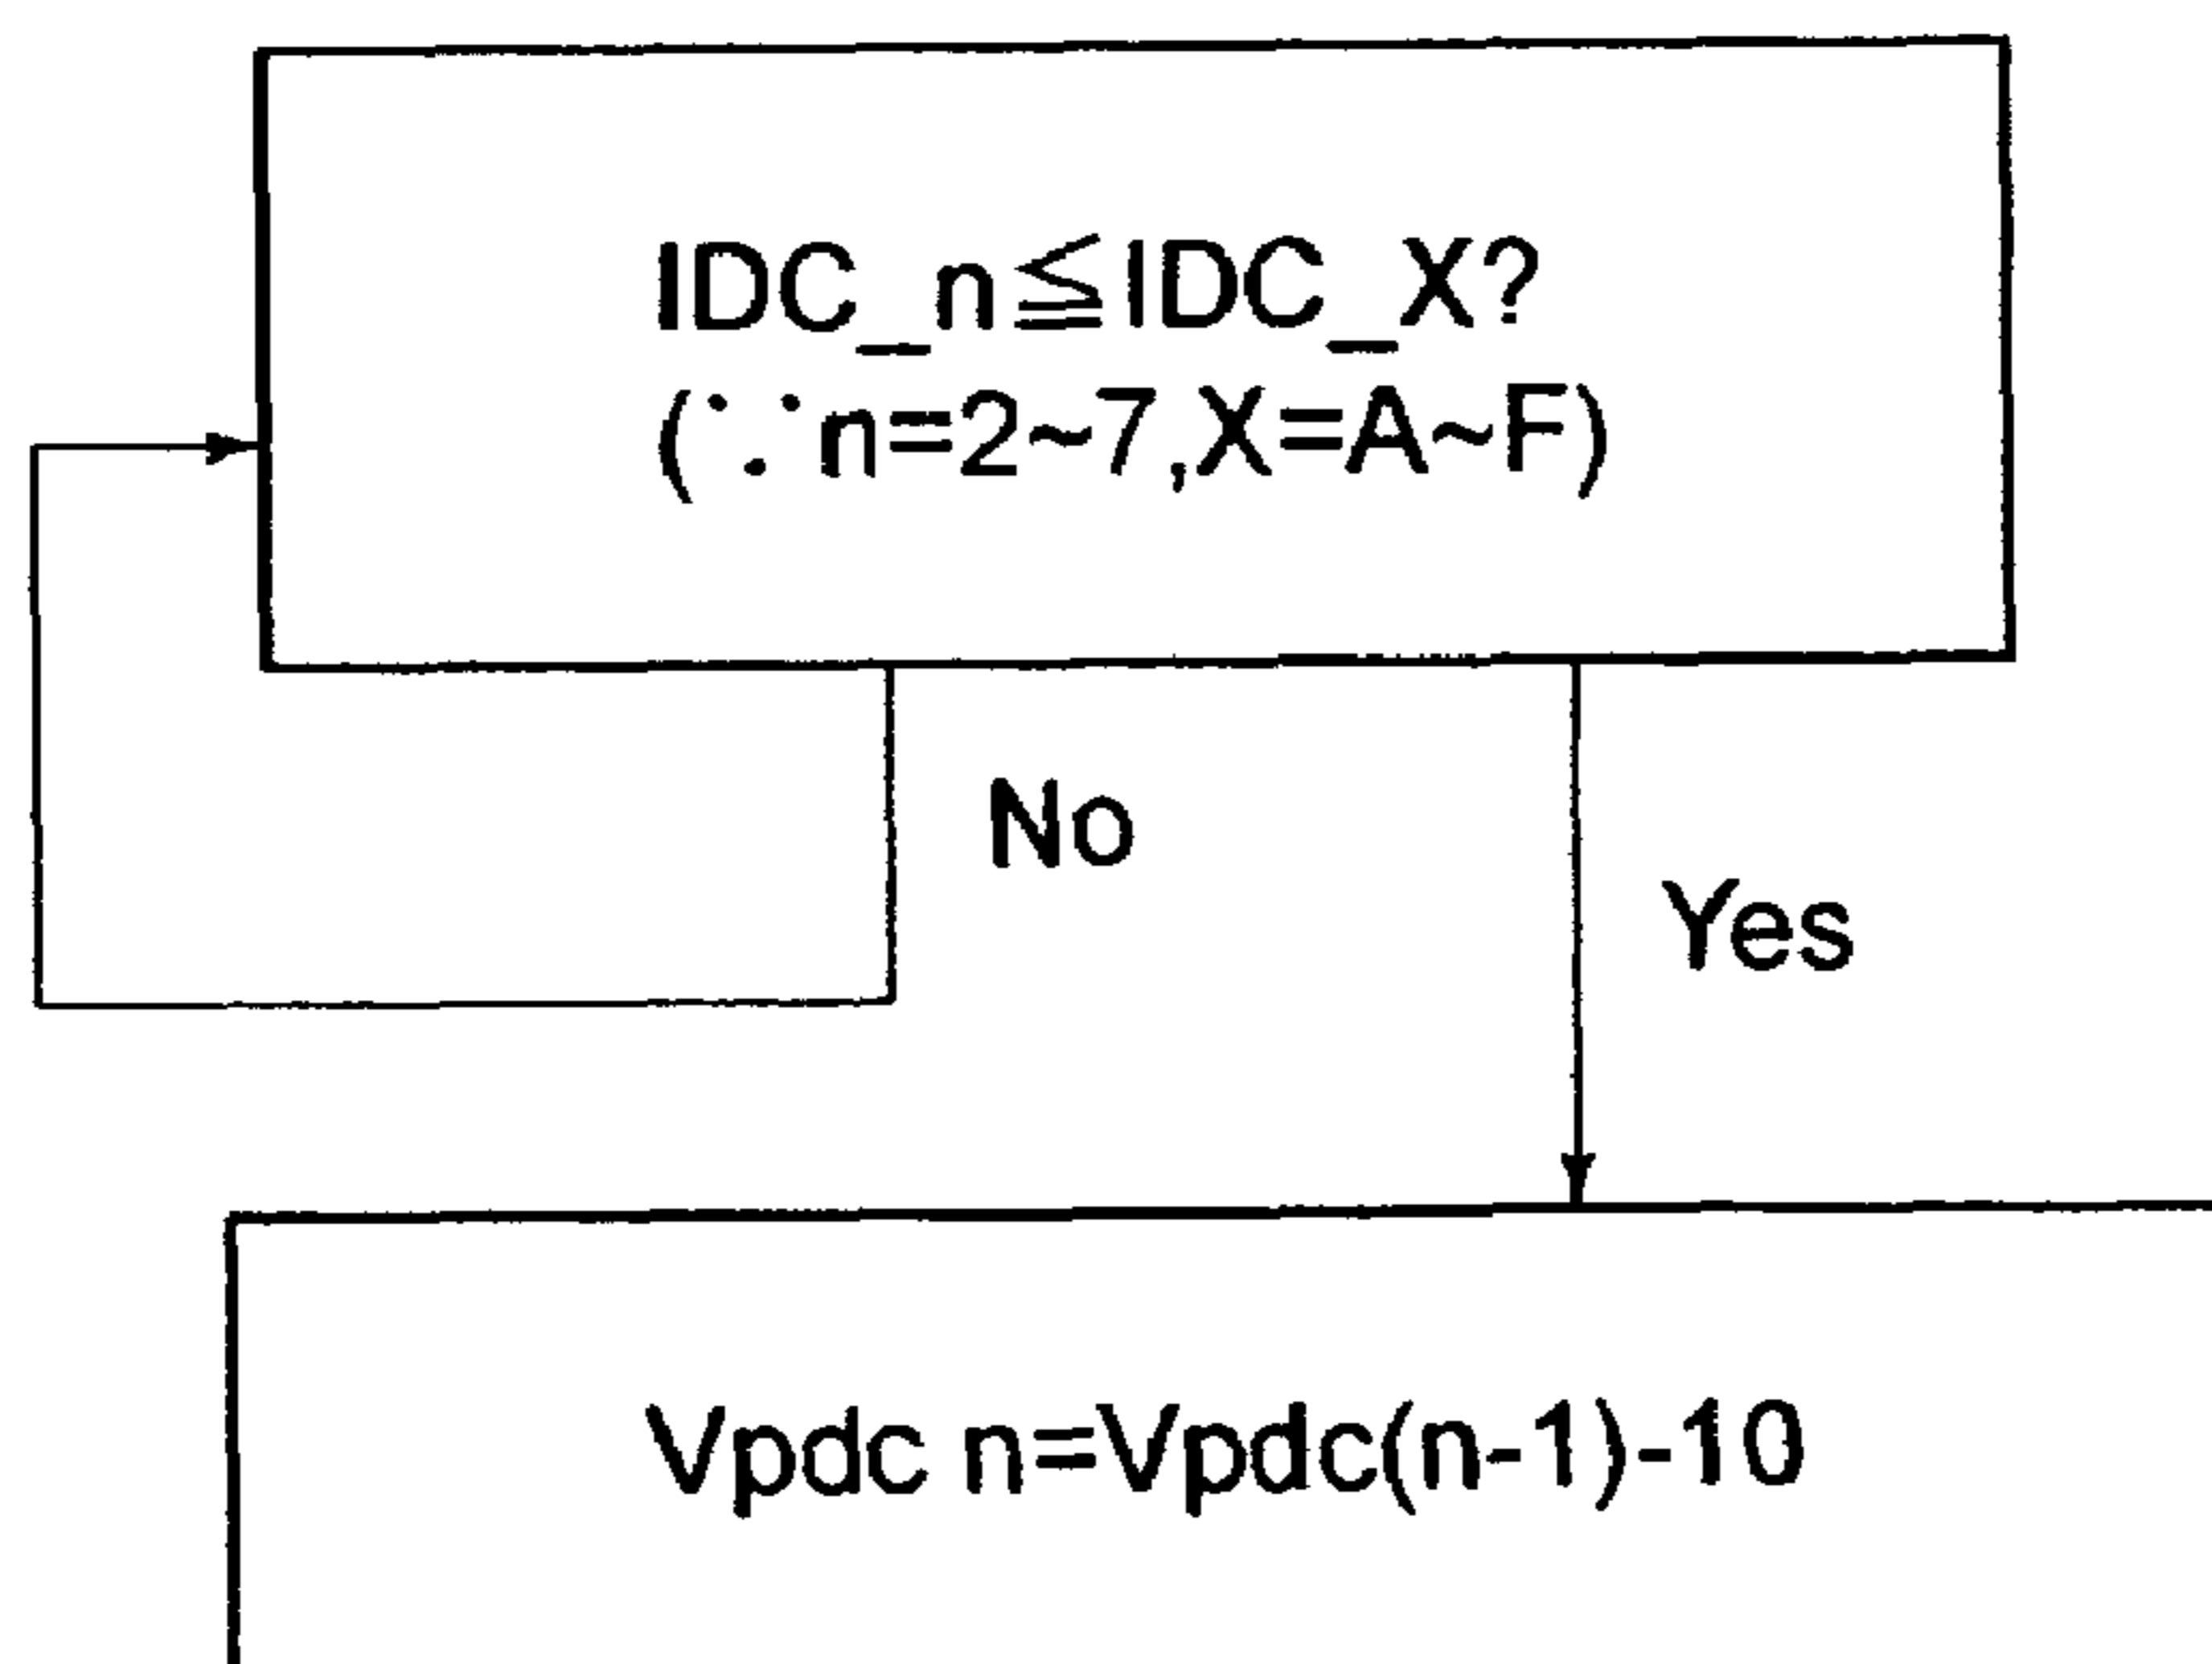 IDC_n≦IDC_X?
(∵n=2~7,X=A~F)
No
Yes
Vpdc n=Vpdc(n-1)-10